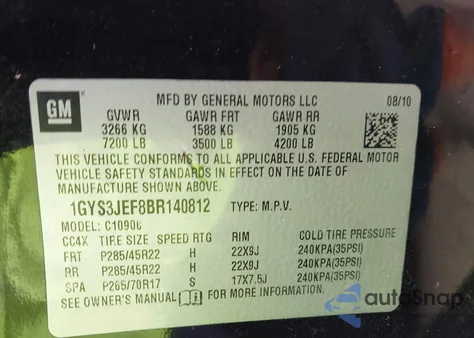 GM
MFD BY GENERAL MOTORS LLC 08/10
GVWR GAWR FRT GAWR RR
3266 KG 1588 KG 1905 KG
7200 LB 3500 LB 4200 LB
THIS VEHICLE CONFORMS TO ALL APPLICABLE U.S. FEDERAL MOTOR
VEHICLE SAFETY STANDARDS IN EFFECT ON THE DATE OF
MANUFACTURE SHOWN ABOVE.
1GYS3JEF8BR140812 TYPE: M.P.V.
MODEL: C10906
CC4X TIRE SIZE SPEED RTG RIM COLD TIRE PRESSURE
FRT P285/45R22 H 22X9J 240KPA(35PSI)
RR P285/45R22 H 22X9J 240KPA(35PSI)
SPA P265/70R17 S 17X7.5J 240KPA(35PSI)
SEE OWNER'S MANUAL FOR MORE INFORMATION.
autoSnap